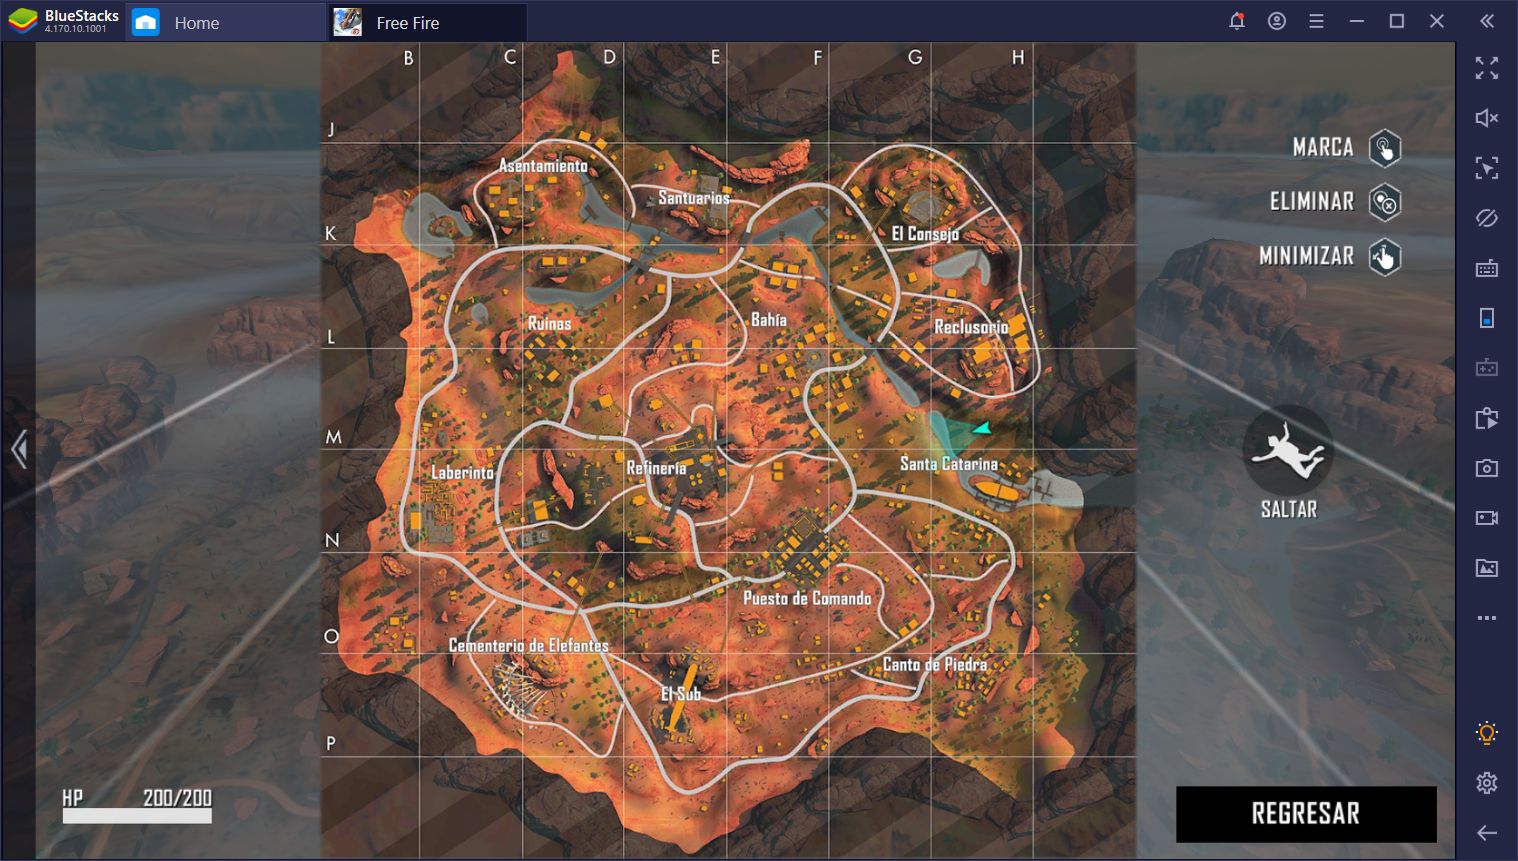 BlueStacks
4.170.10.1001
Home
Free Fire
B C D E F G H
J
Asentamiento
Santuarios
K
El Consejo
Ruinas
Bahía
Reclusorio
L
M
Laberinto
Refinería
Santa Catarina
N
Puesto de Comando
O
Cementerio de Elefantes
Canto de Piedra
El Sub
P
MARCA
ELIMINAR
MINIMIZAR
SALTAR
HP 200/200
REGRESAR